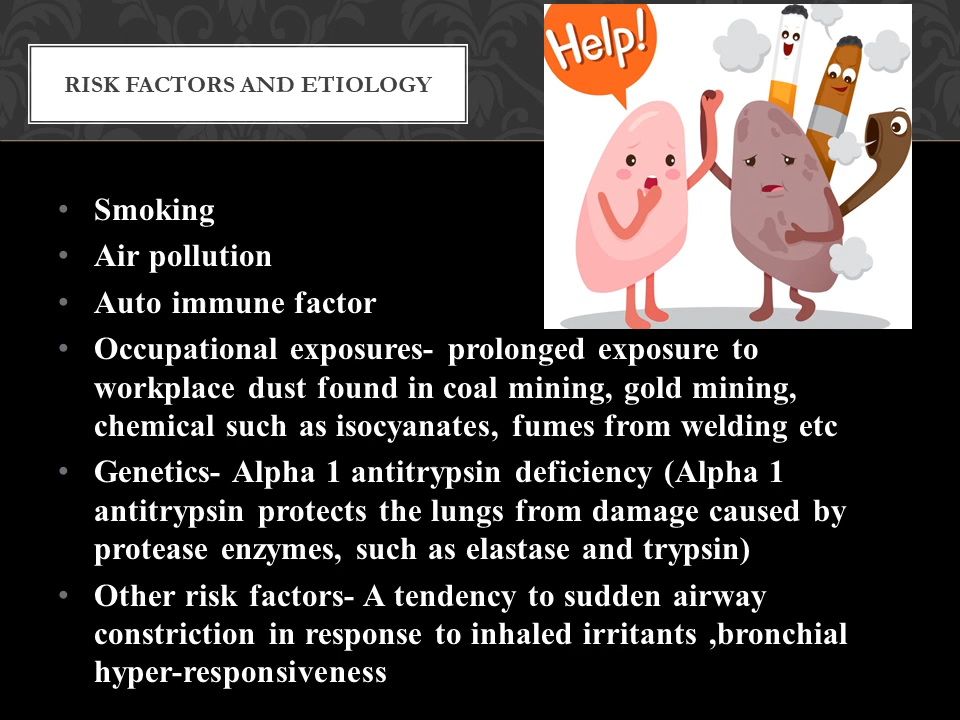 RISK FACTORS AND ETIOLOGY
Help!
• Smoking
• Air pollution
• Auto immune factor
• Occupational exposures- prolonged exposure to
workplace dust found in coal mining, gold mining,
chemical such as isocyanates, fumes from welding etc
• Genetics- Alpha 1 antitrypsin deficiency (Alpha 1
antitrypsin protects the lungs from damage caused by
protease enzymes, such as elastase and trypsin)
• Other risk factors- A tendency to sudden airway
constriction in response to inhaled irritants ,bronchial
hyper-responsiveness